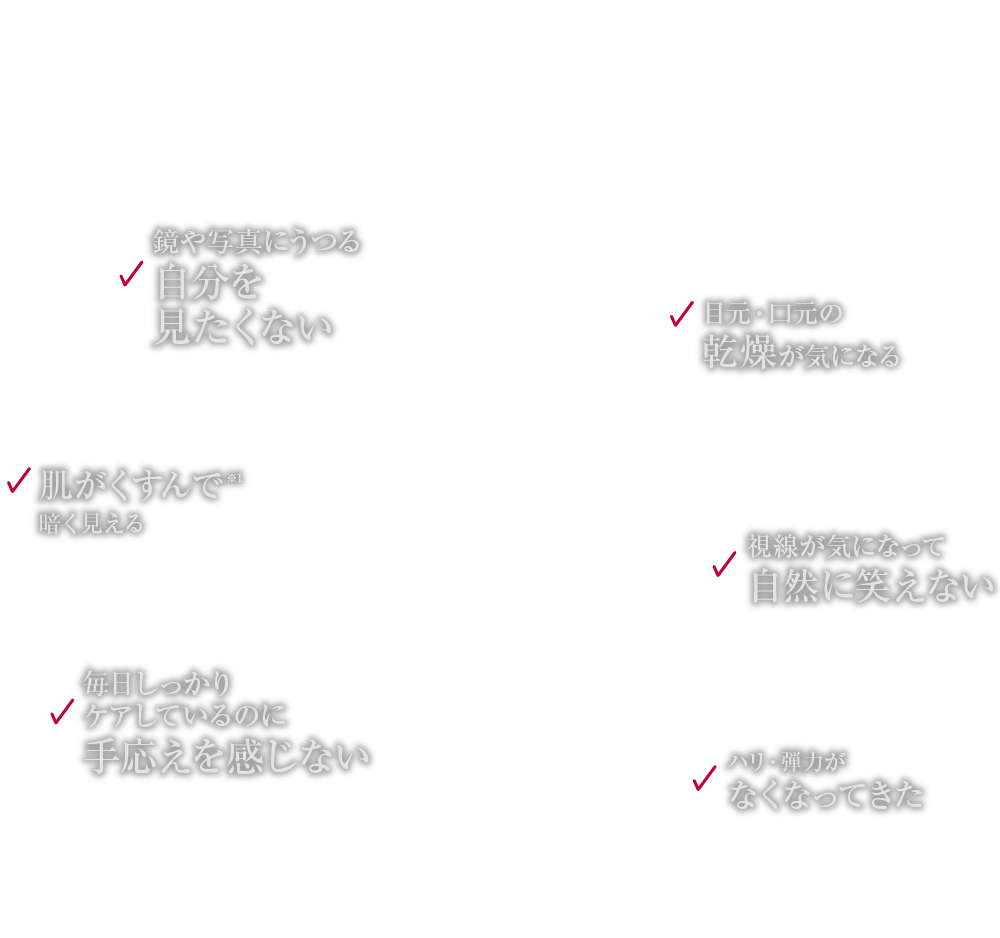 鏡や写真にうつる
自分を
見たくない
目元・口元の
乾燥が気になる
肌がくすんで※1
暗く見える
視線が気になって
自然に笑えない
毎日しっかり
ケアしているのに
手応えを感じない
ハリ・弾力が
なくなってきた